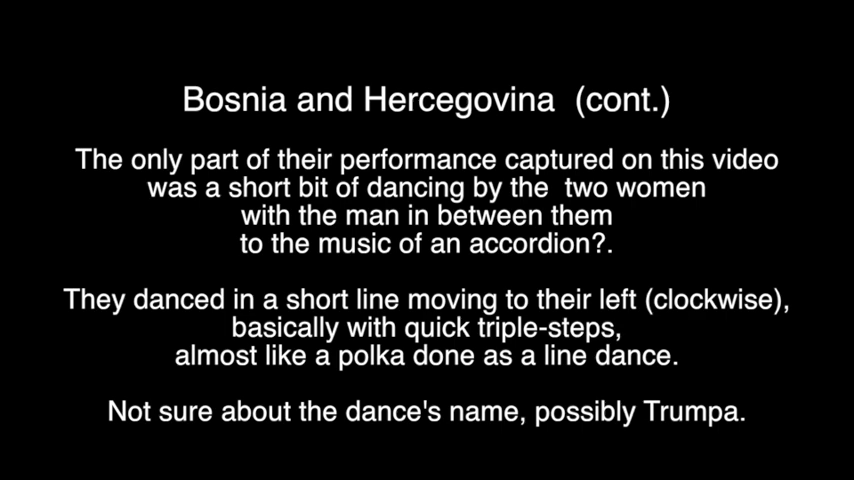 Bosnia and Hercegovina  (cont.)
The only part of their performance captured on this video
was a short bit of dancing by the  two women
with the man in between them
to the music of an accordion?.
They danced in a short line moving to their left (clockwise),
basically with quick triple-steps,
almost like a polka done as a line dance.
Not sure about the dance's name, possibly Trumpa.